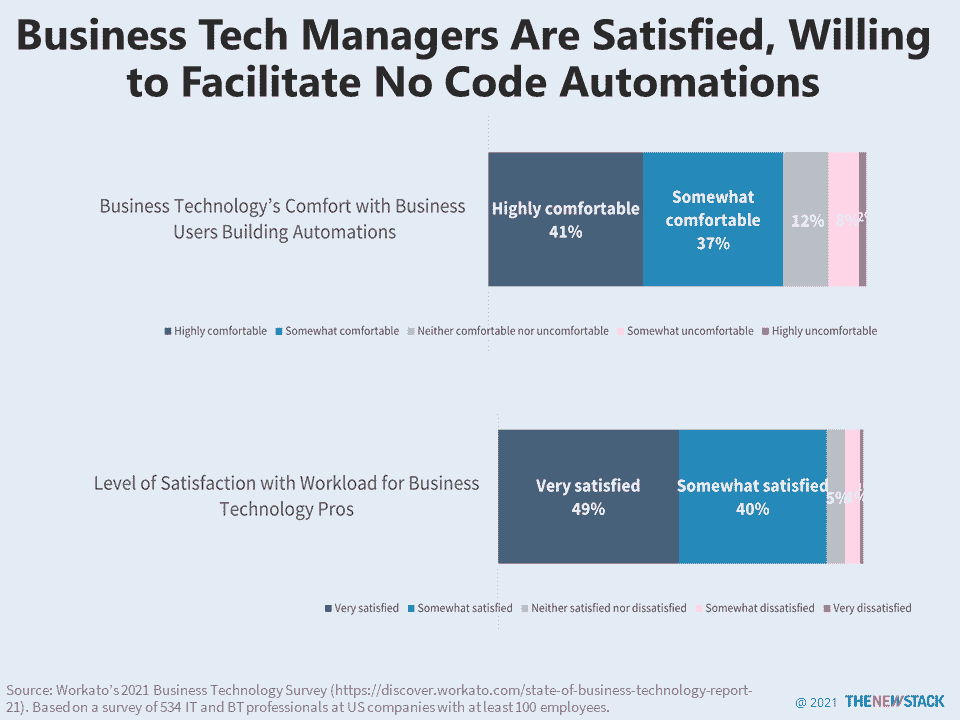 Business Tech Managers Are Satisfied, Willing
to Facilitate No Code Automations
Business Technology's Comfort with Business
Users Building Automations
Highly comfortable
41%
Somewhat
comfortable
37%
12%
8%
2%
Highly comfortable
Somewhat comfortable
Neither comfortable nor uncomfortable
Somewhat uncomfortable
Highly uncomfortable
Level of Satisfaction with Workload for Business
Technology Pros
Very satisfied
49%
Somewhat satisfied
40%
5%
Very satisfied
Somewhat satisfied
Neither satisfied nor dissatisfied
Somewhat dissatisfied
Very dissatisfied
Source: Workato's 2021 Business Technology Survey (https://discover.workato.com/state-of-business-technology-report-
21). Based on a survey of 534 IT and BT professionals at US companies with at least 100 employees.
@ 2021 THENEWSTACK